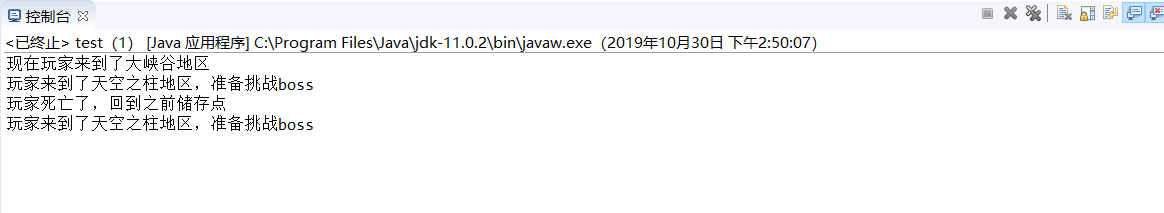 控制台
<已终止> test (1) [Java 应用程序] C:\Program Files\Java\jdk-11.0.2\bin\javaw.exe (2019年10月30日 下午2:50:07)
现在玩家来到了大峡谷地区
玩家来到了天空之柱地区，准备挑战boss
玩家死亡了，回到之前储存点
玩家来到了天空之柱地区，准备挑战boss